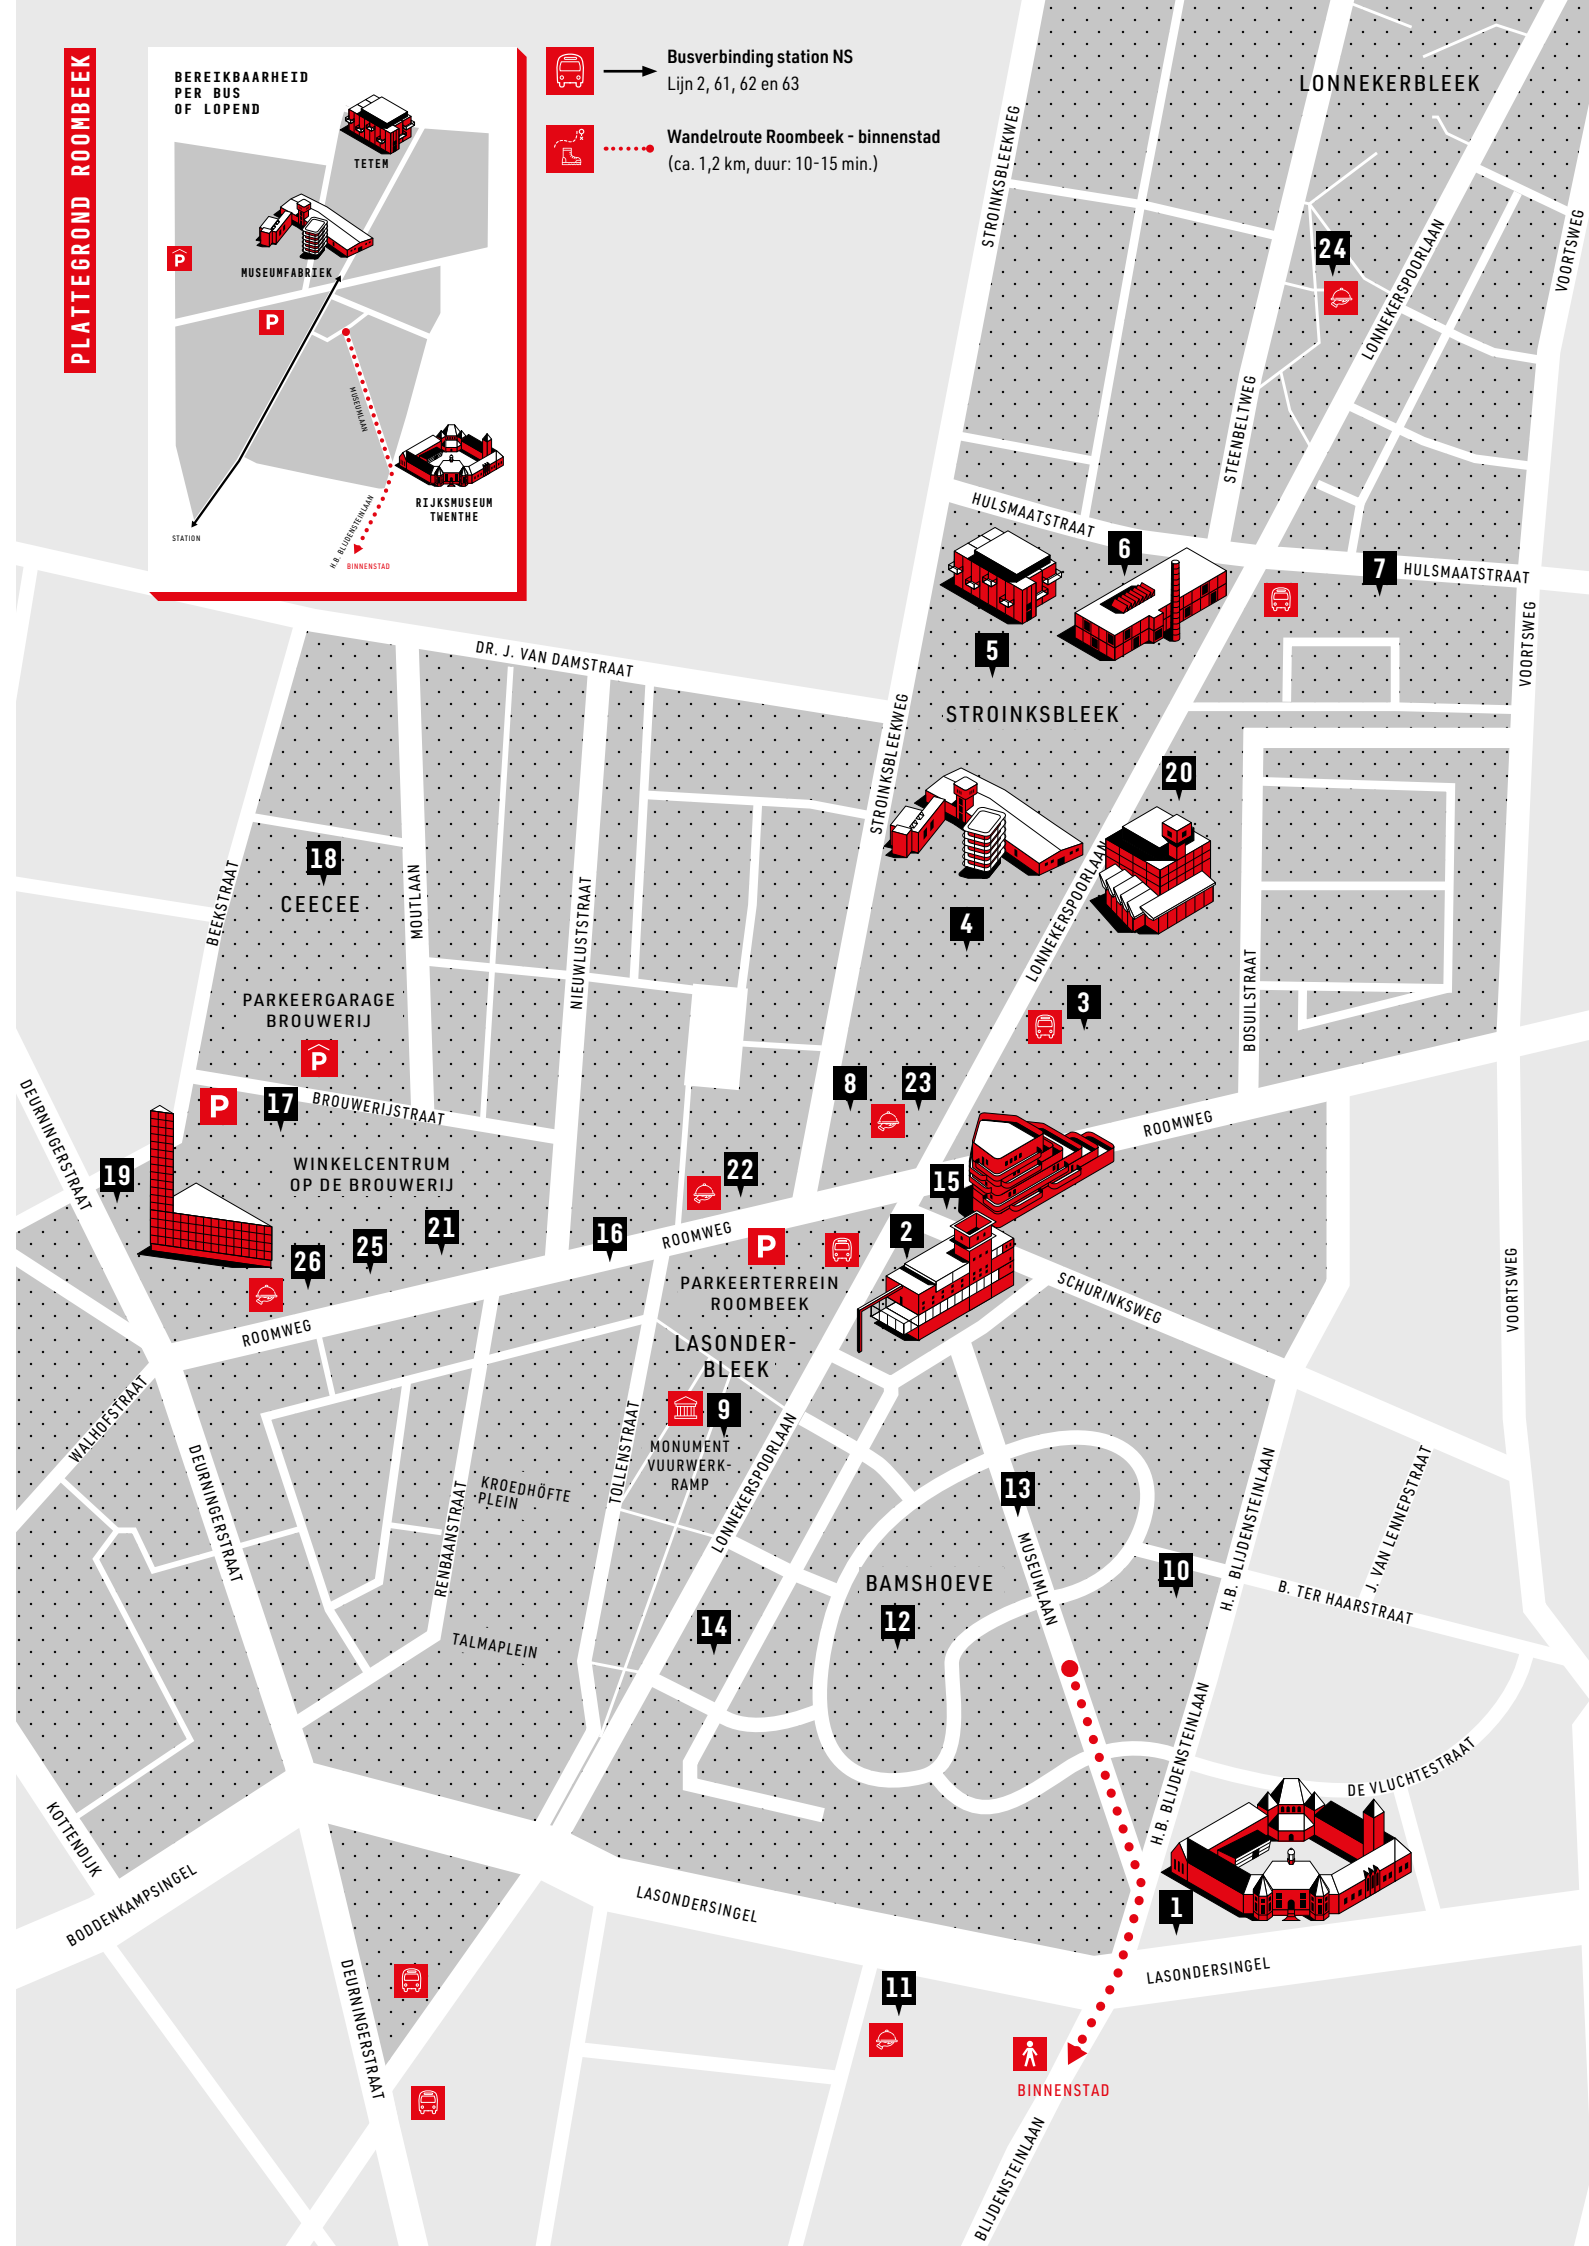 PLATTEGROND ROOMBEEK
BEREIKBAARHEID
PER BUS
OF LOPEND
TETEM
MUSEUMFABRIEK
P
P
MUSEUMLAAN
RIJKSMUSEUM
TWENTHE
STATION
H.B. BLIJDENSTEINLAAN
BINNENSTAD
Busverbinding station NS
Lijn 2, 61, 62 en 63
Wandelroute Roombeek - binnenstad
(ca. 1,2 km, duur: 10-15 min.)
LONNEKERBLEEK
STROINKSBLEEKWEG
VOORTSWEG
24
LONNEKERSPOORLAAN
STEENBELTWEG
HULSMAATSTRAAT
6
7
HULSMAATSTRAAT
5
VOORTSWEG
DR. J. VAN DAMSTRAAT
STROINKSBLEEK
STROINKSBLEEKWEG
20
18
CEECEE
BEEKSTRAAT
MOUTLAAN
NIEUWLUSTSTRAAT
4
LONNEKERSPOORLAAN
BOSUILSTRAAT
PARKEERGARAGE
BROUWERIJ
P
3
P
17
BROUWERIJSTRAAT
8
23
DEURNINGERSTRAAT
ROOMWEG
19
WINKELCENTRUM
OP DE BROUWERIJ
22
15
21
16
ROOMWEG
2
25
26
P
PARKEERTERREIN
ROOMBEEK
SCHURINKSWEG
VOORTSWEG
ROOMWEG
LASONDER-
BLEEK
9
MONUMENT
VUURWERK-
RAMP
WALHOFSTRAAT
DEURNINGERSTRAAT
RENBAANSTRAAT
KROEDHÖFTE
PLEIN
TOLLENSTRAAT
LONNEKERSPOORLAAN
13
MUSEUMLAAN
H.B. BLIJDENSTEINLAAN
J. VAN LENNEPSTRAAT
10
B. TER HAARSTRAAT
BAMSHOEVE
12
14
TALMAPLEIN
H.B. BLIJDENSTEINLAAN
DE VLUCHTESTRAAT
KOTTENDIJK
BODDENKAMPSINGEL
LASONDERSINGEL
1
LASONDERSINGEL
DEURNINGERSTRAAT
11
BINNENSTAD
BLIJDENSTEINLAAN